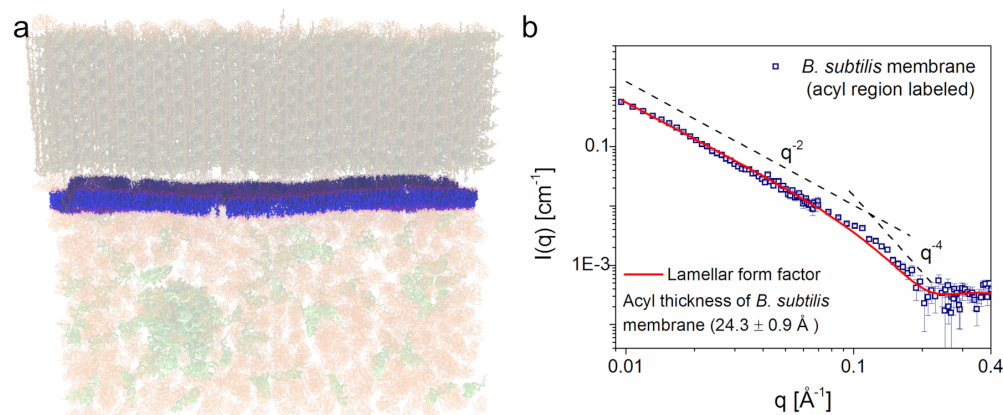 a
b
B. subtilis membrane
(acyl region labeled)
q-2
q-4
0.1
1E-3
I(q) [cm-1]
Lamellar form factor
Acyl thickness of B. subtilis
membrane (24.3 ± 0.9 Å )
0.01
0.1
0.4
q [Å-1]